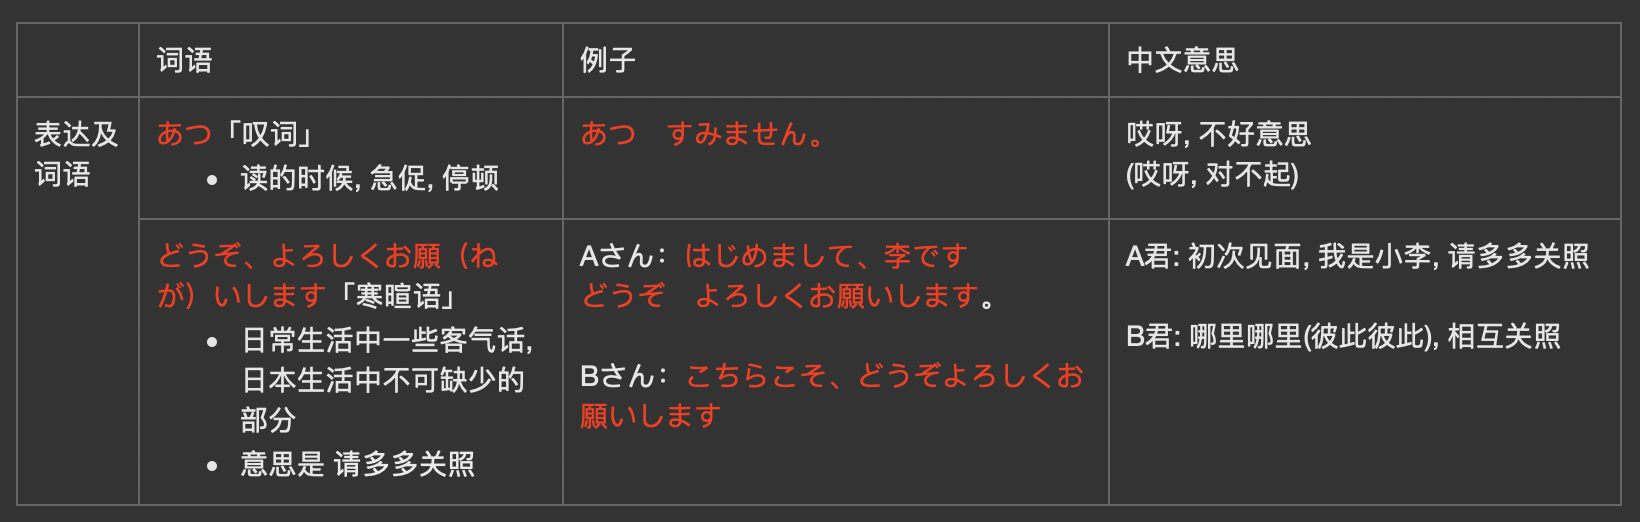 词语
例子
中文意思
表达及
词语
あつ「叹词」
• 读的时候, 急促, 停顿
あつ　すみません。
哎呀, 不好意思
(哎呀, 对不起)
どうぞ、よろしくお願（ね
が）いします「寒暄语」
• 日常生活中一些客气话,
日本生活中不可缺少的
部分
• 意思是 请多多关照
Aさん：はじめまして、李です
どうぞ　よろしくお願いします。
Bさん：こちらこそ、どうぞよろしくお
願いします
A君: 初次见面, 我是小李, 请多多关照
B君: 哪里哪里(彼此彼此), 相互关照